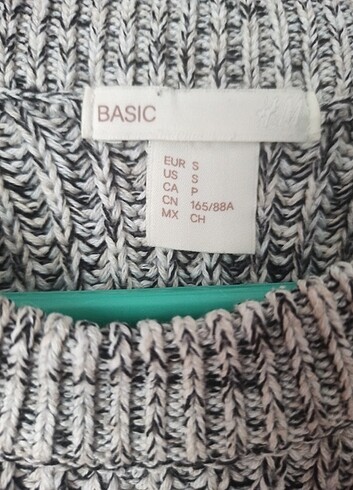 BASIC
EUR S
US S
CA P
CN 165/88A
MX CH